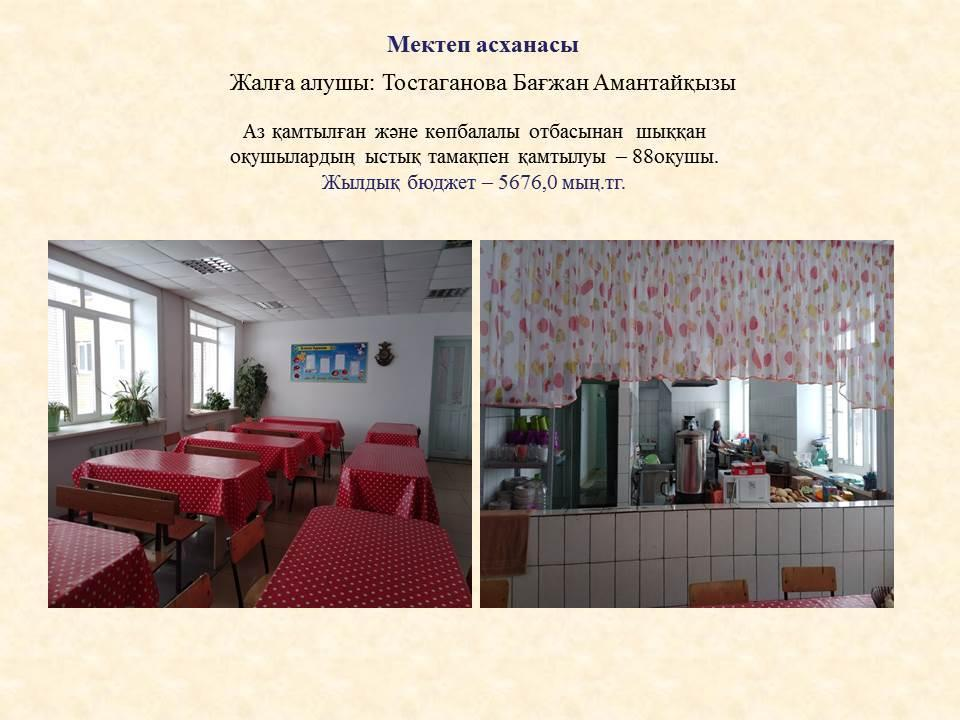 Мектеп асханасы
Жалға алушы: Тостаганова Бағжан Амантайқызы
Аз қамтылған және көпбалалы отбасынан шыққан
оқушылардың ыстық тамақпен қамтылуы – 88оқушы.
Жылдық бюджет – 5676,0 мың.тг.